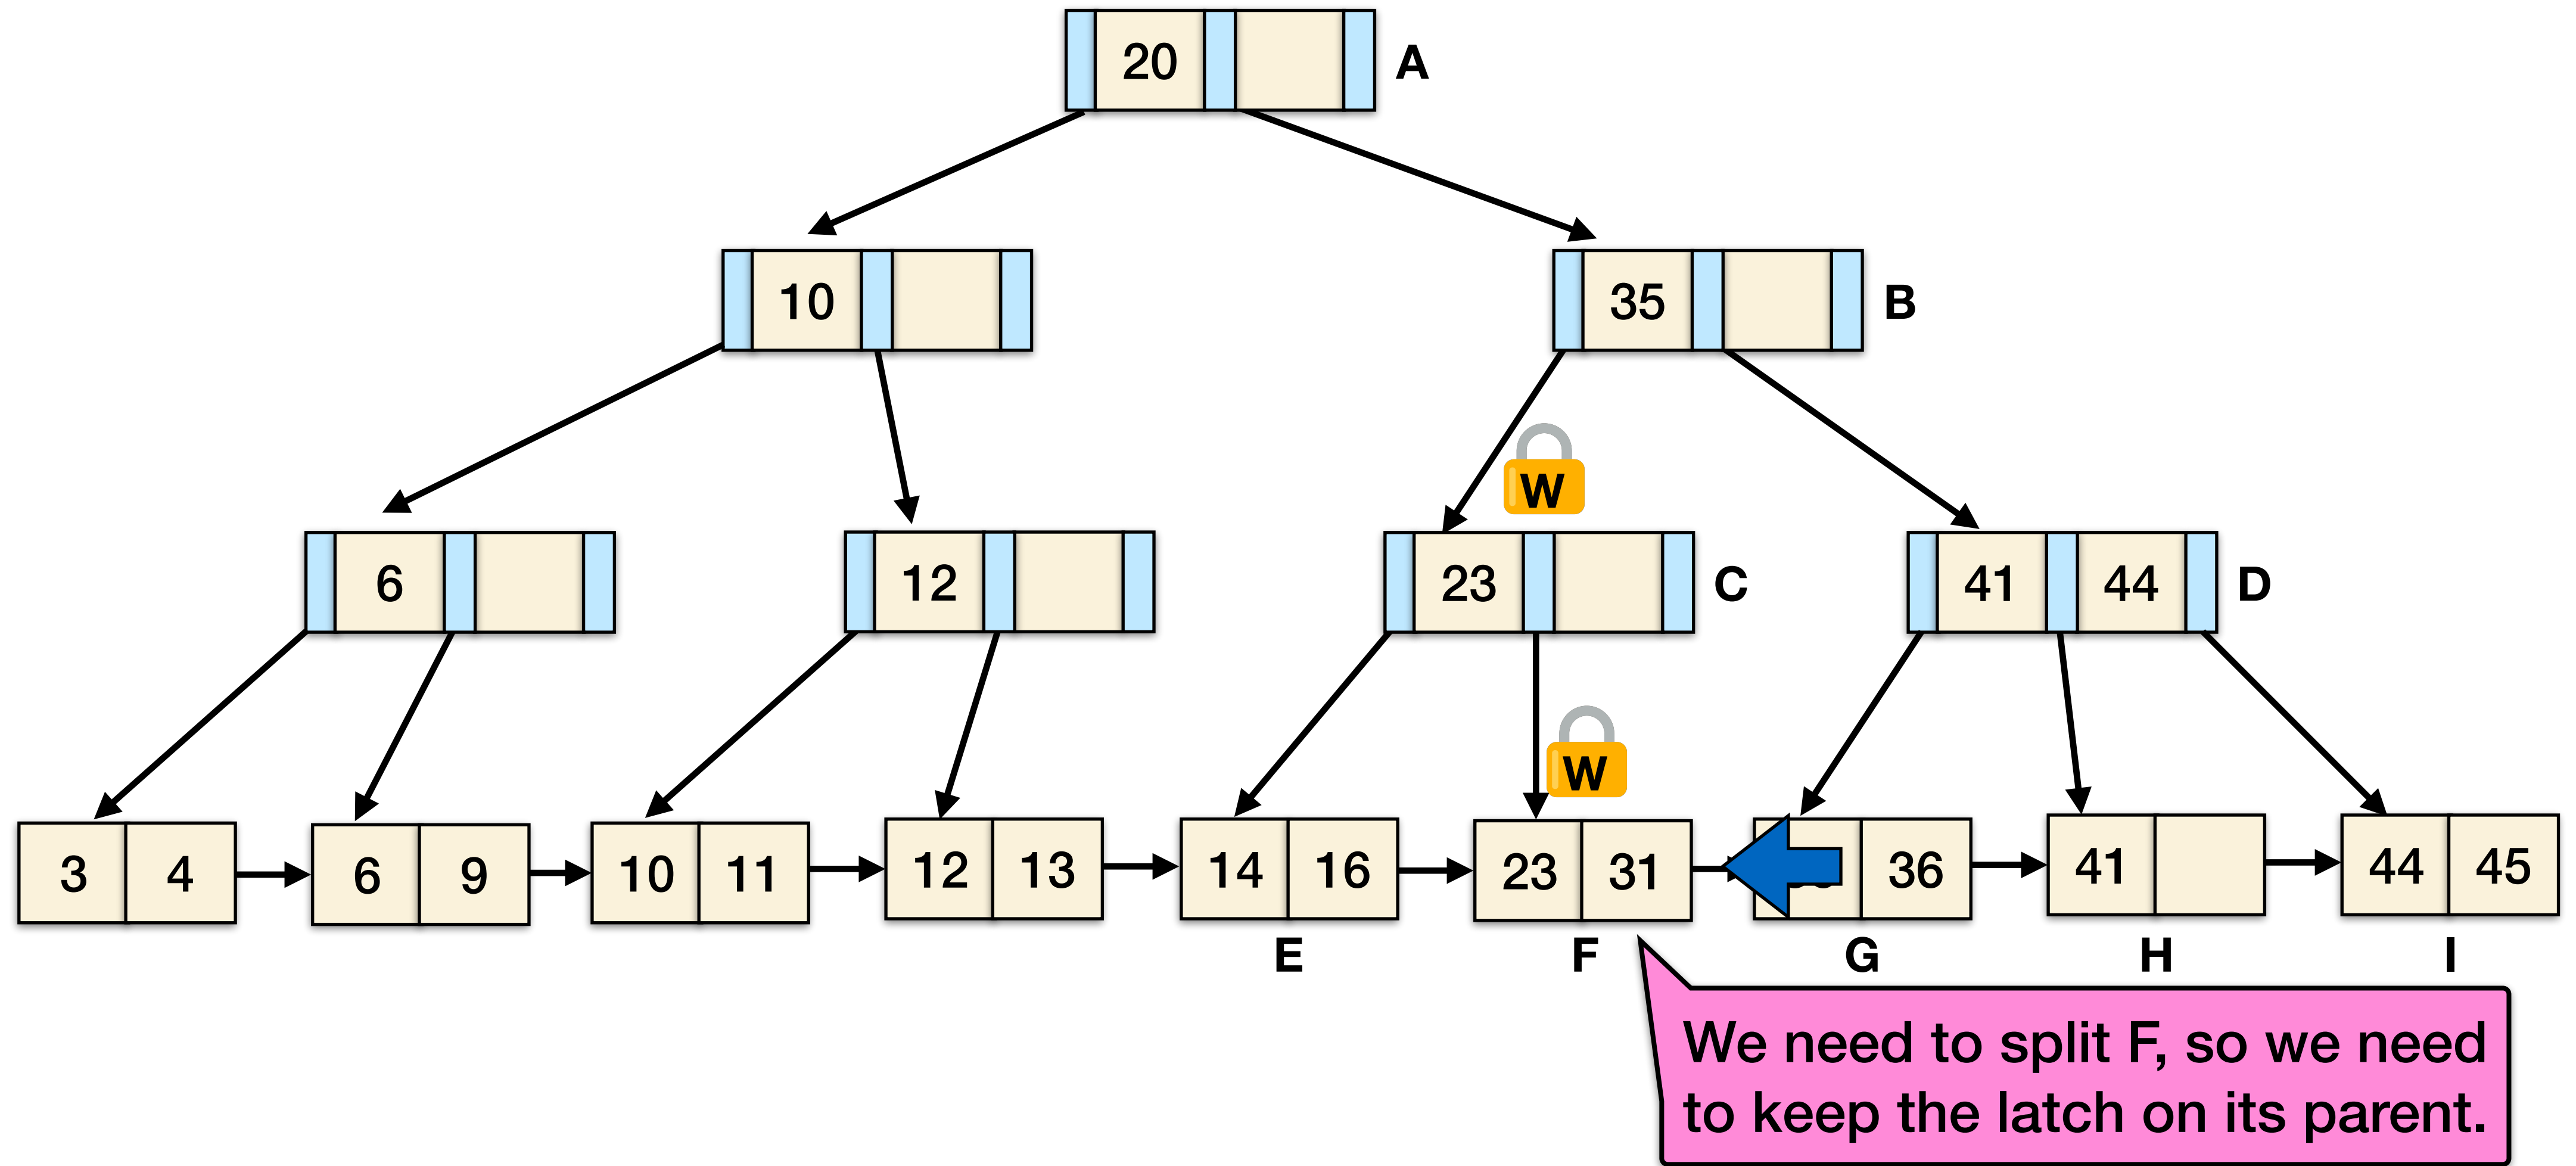 20 A
10 35 B
W
6 12 23 C 41 44 D
W
3 4 6 9 10 11 12 13 14 16 23 31 36 41 44 45
E F G H I
We need to split F, so we need
to keep the latch on its parent.